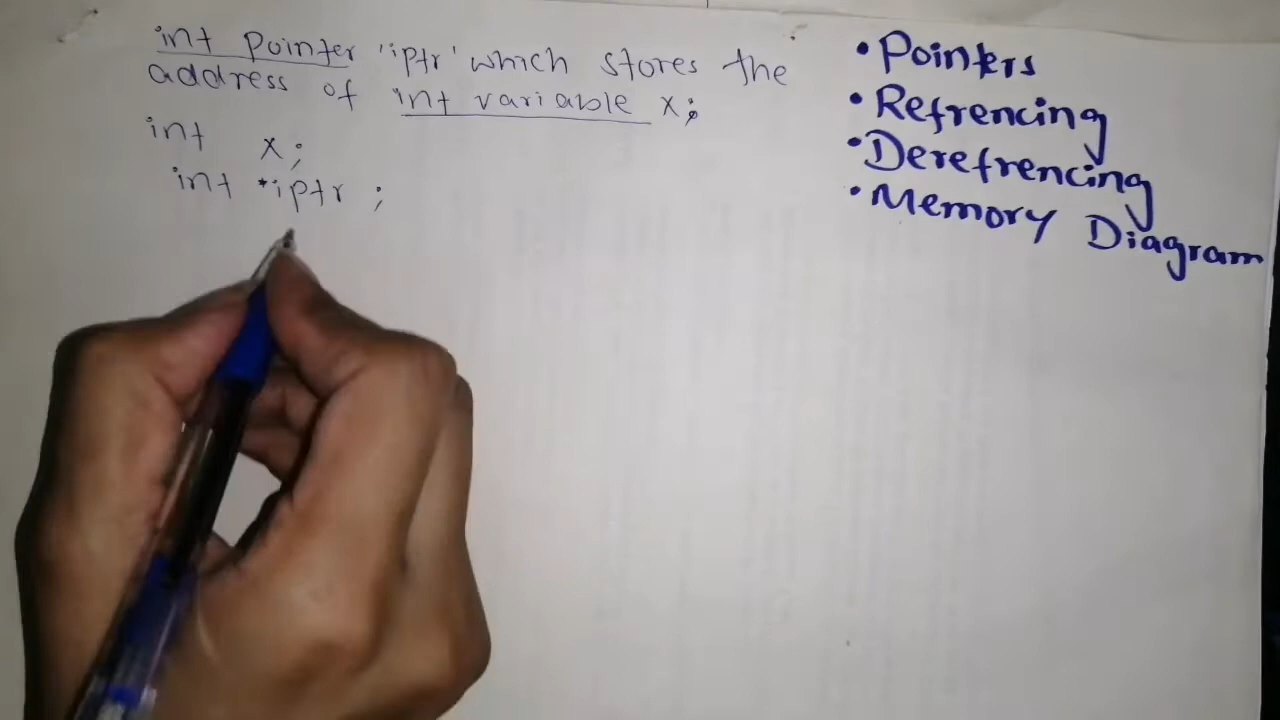 int pointer 'iptr' which stores the
address of int variable x;
int x;
int *iptr ;
• Pointers
• Refrencing
• Derefrencing
• Memory Diagram